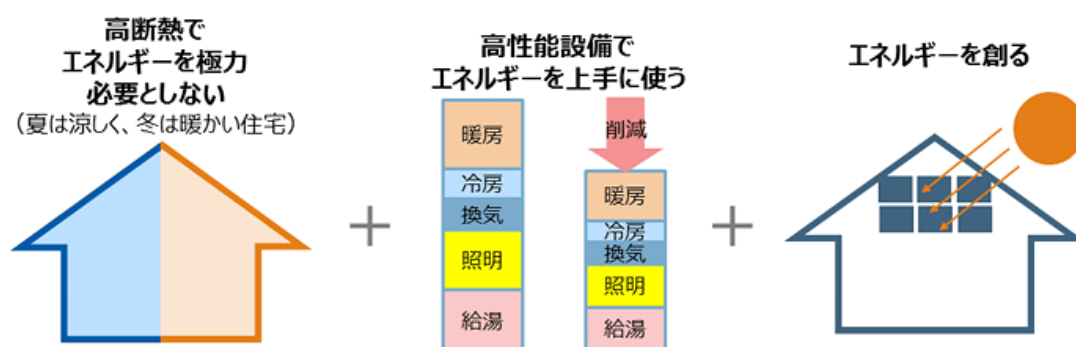 高断熱で
エネルギーを極力
必要としない
（夏は涼しく、冬は暖かい住宅）
高性能設備で
エネルギーを上手に使う
暖房
冷房
換気
照明
給湯
削減
暖房
冷房
換気
照明
給湯
エネルギーを創る